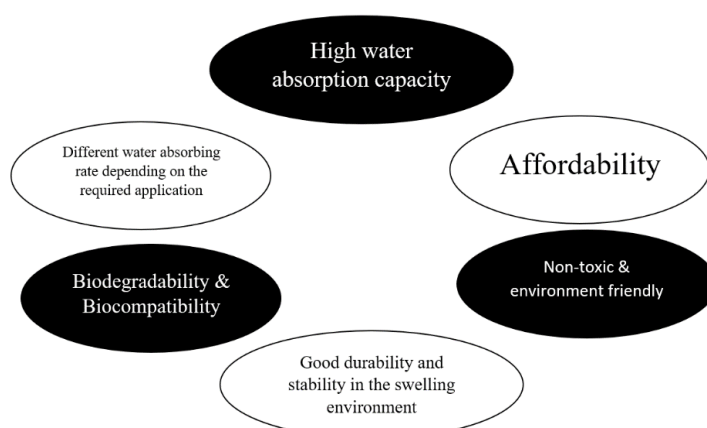 High water
absorption capacity
Different water absorbing
rate depending on the
required application
Affordability
Biodegradability &
Biocompatibility
Non-toxic &
environment friendly
Good durability and
stability in the swelling
environment